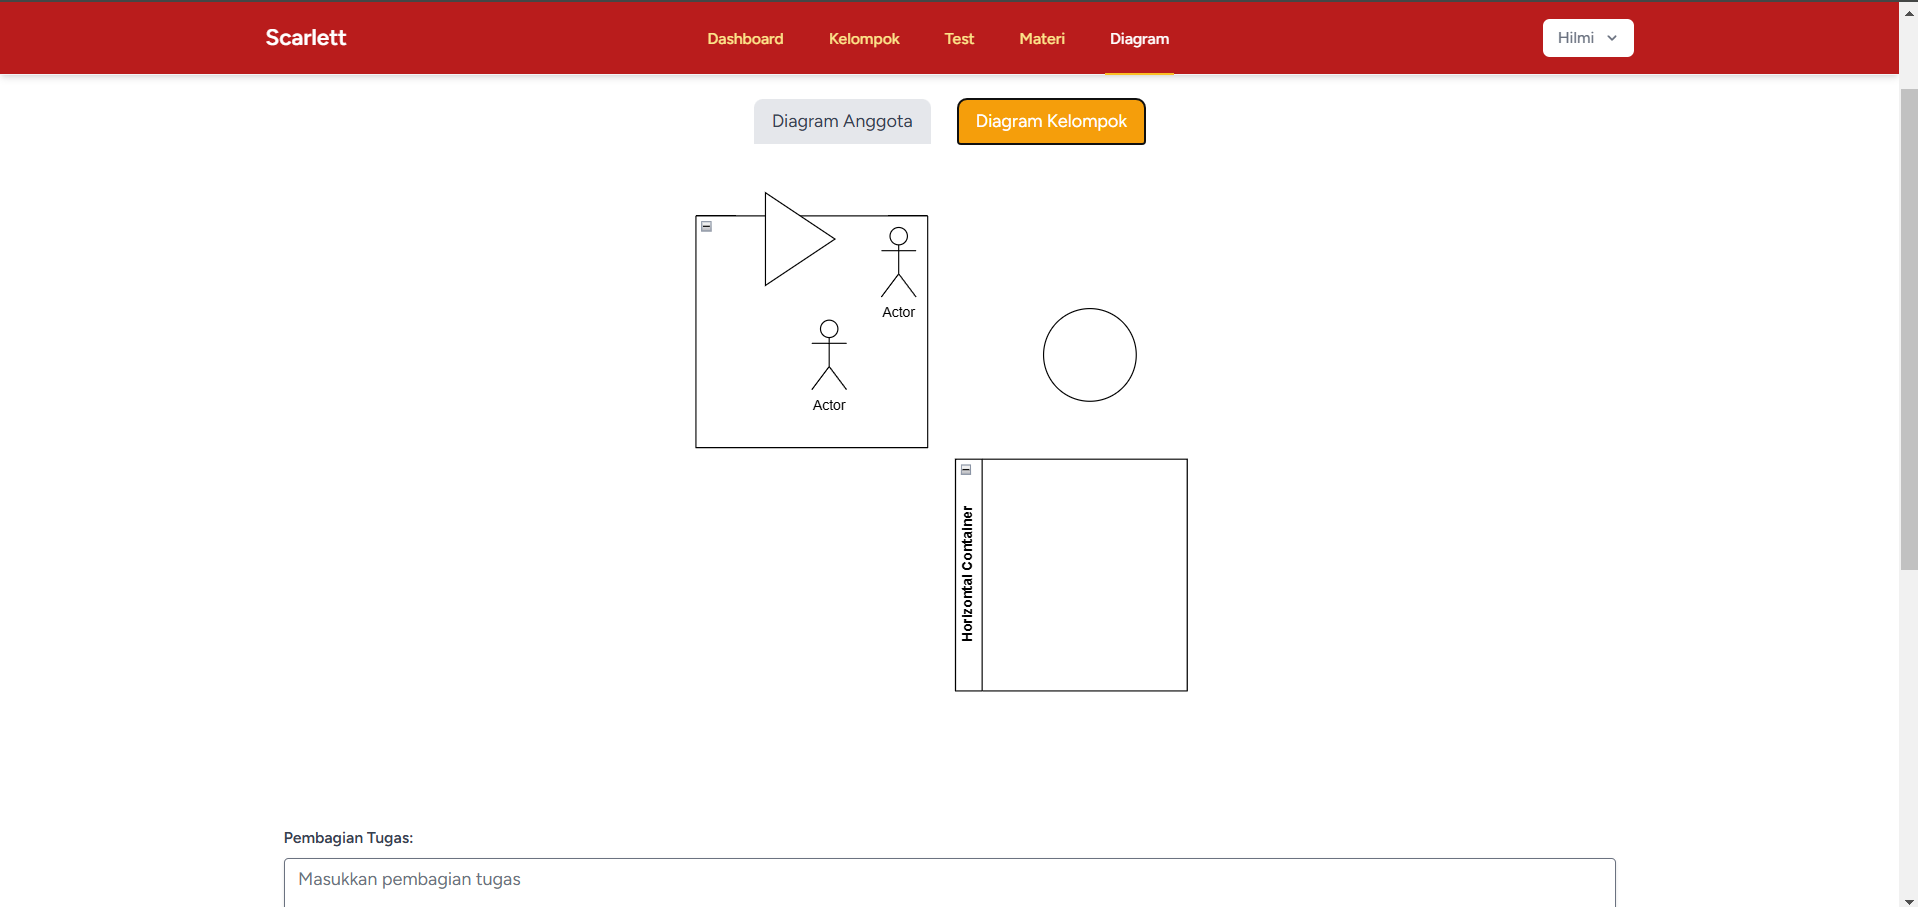 Scarlett
Dashboard
Kelompok
Test
Materi
Diagram
Hilmi
Diagram Anggota
Diagram Kelompok
Actor
Actor
Horizontal Container
Pembagian Tugas:
Masukkan pembagian tugas